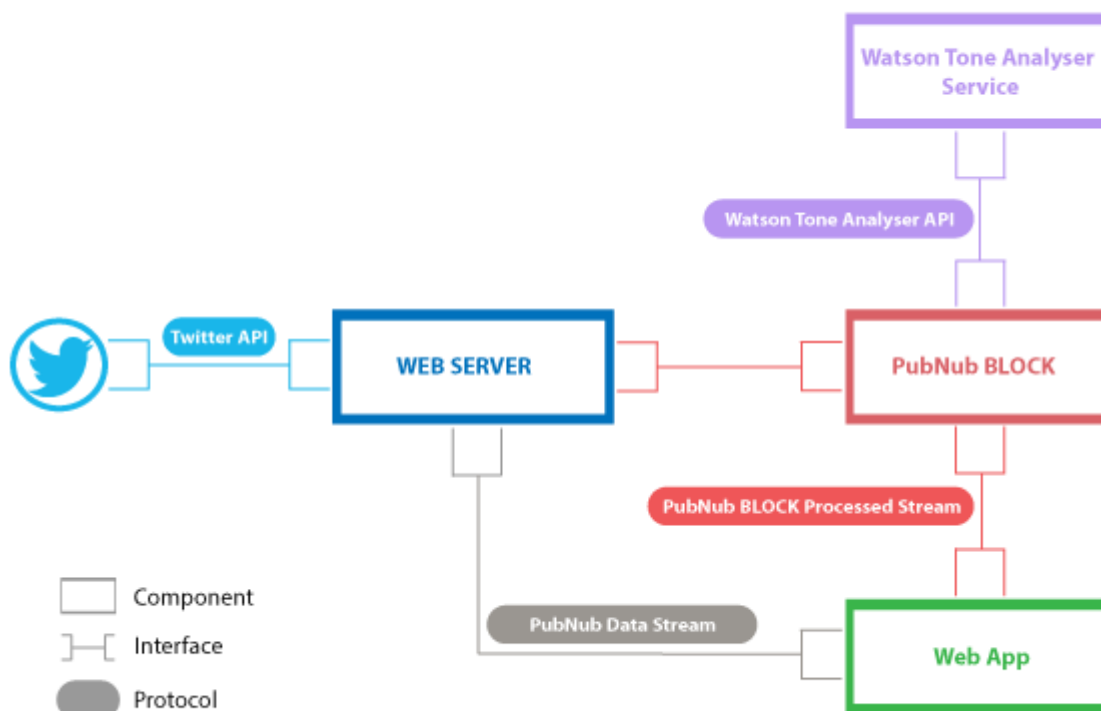 Watson Tone Analyser
Service
Watson Tone Analyser API
Twitter API
WEB SERVER
PubNub BLOCK
PubNub BLOCK Processed Stream
PubNub Data Stream
Web App
Component
Interface
Protocol